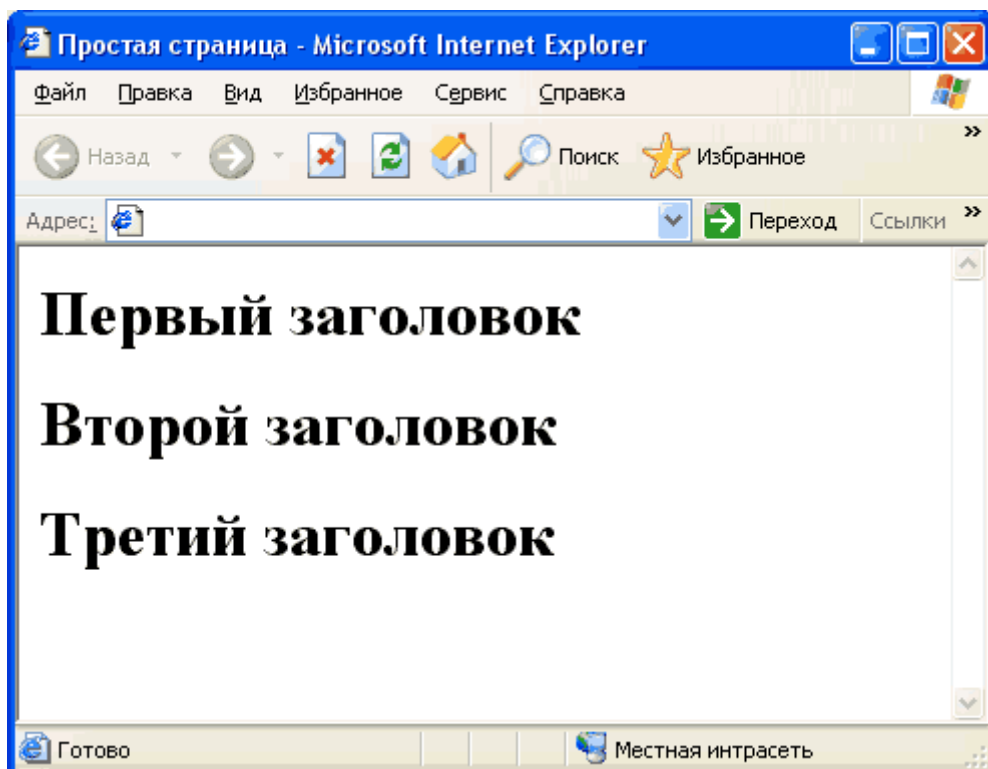 Простая страница - Microsoft Internet Explorer
Файл Правка Вид Избранное Сервис Справка
Назад Поиск Избранное »
Адрес: Переход Ссылки »
Первый заголовок
Второй заголовок
Третий заголовок
Готово Местная интрасеть